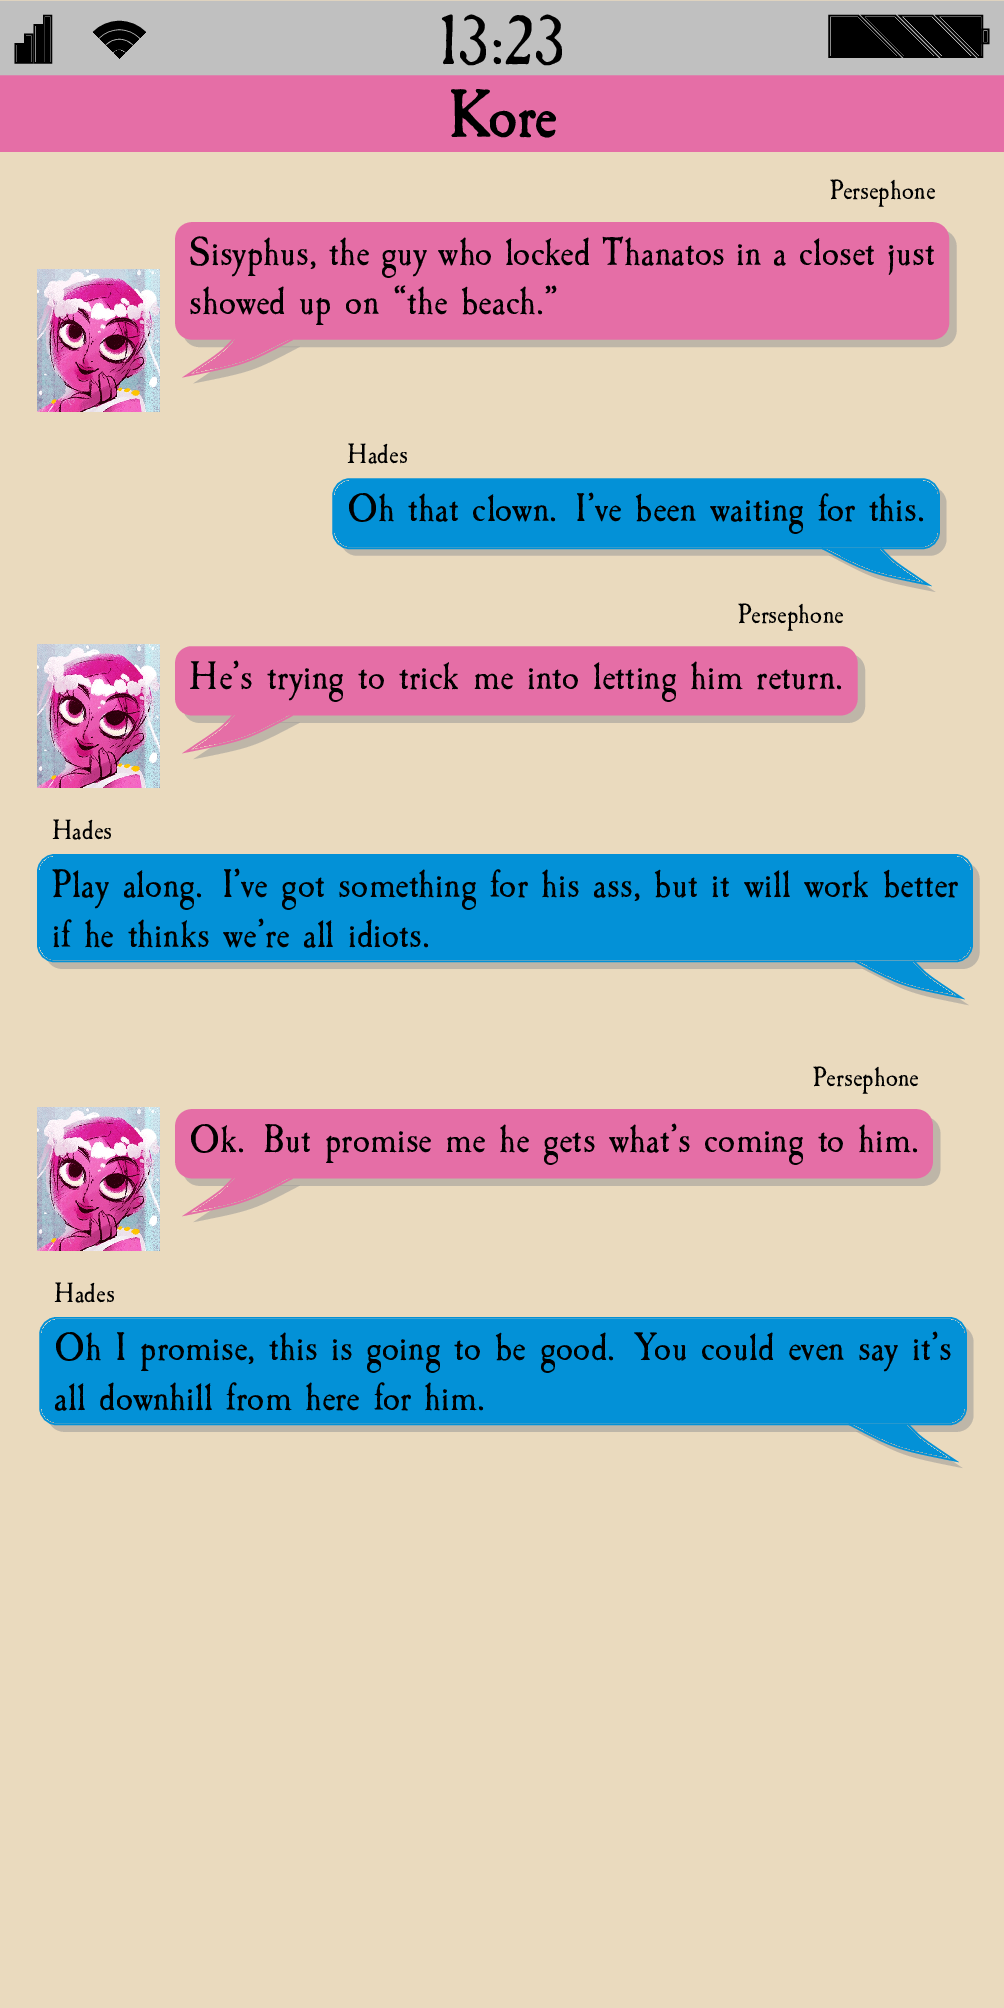 13:23
Kore
Persephone
Sisyphus, the guy who locked Thanatos in a closet just
showed up on “the beach.”
Hades
Oh that clown. I’ve been waiting for this.
Persephone
He’s trying to trick me into letting him return.
Hades
Play along. I’ve got something for his ass, but it will work better
if he thinks we’re all idiots.
Persephone
Ok. But promise me he gets what’s coming to him.
Hades
Oh I promise, this is going to be good. You could even say it’s
all downhill from here for him.